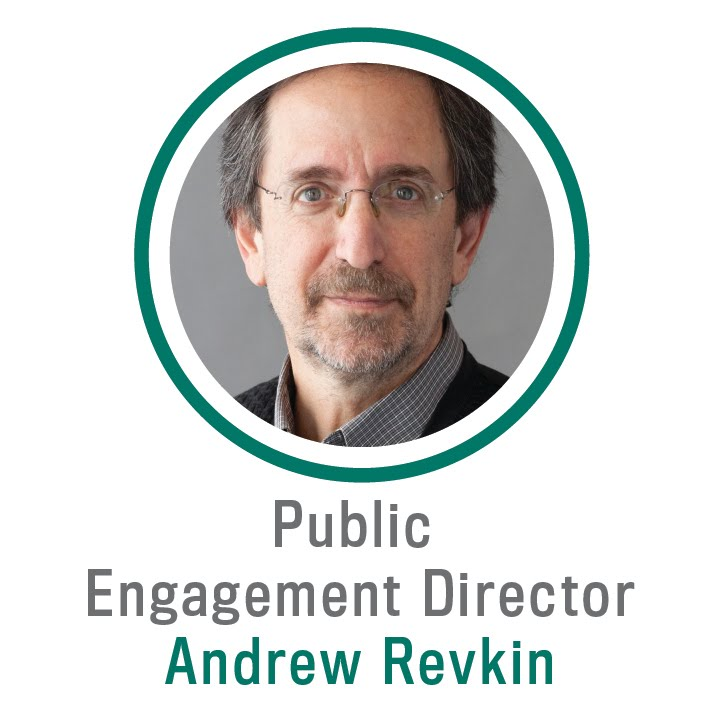 Public
Engagement Director
Andrew Revkin